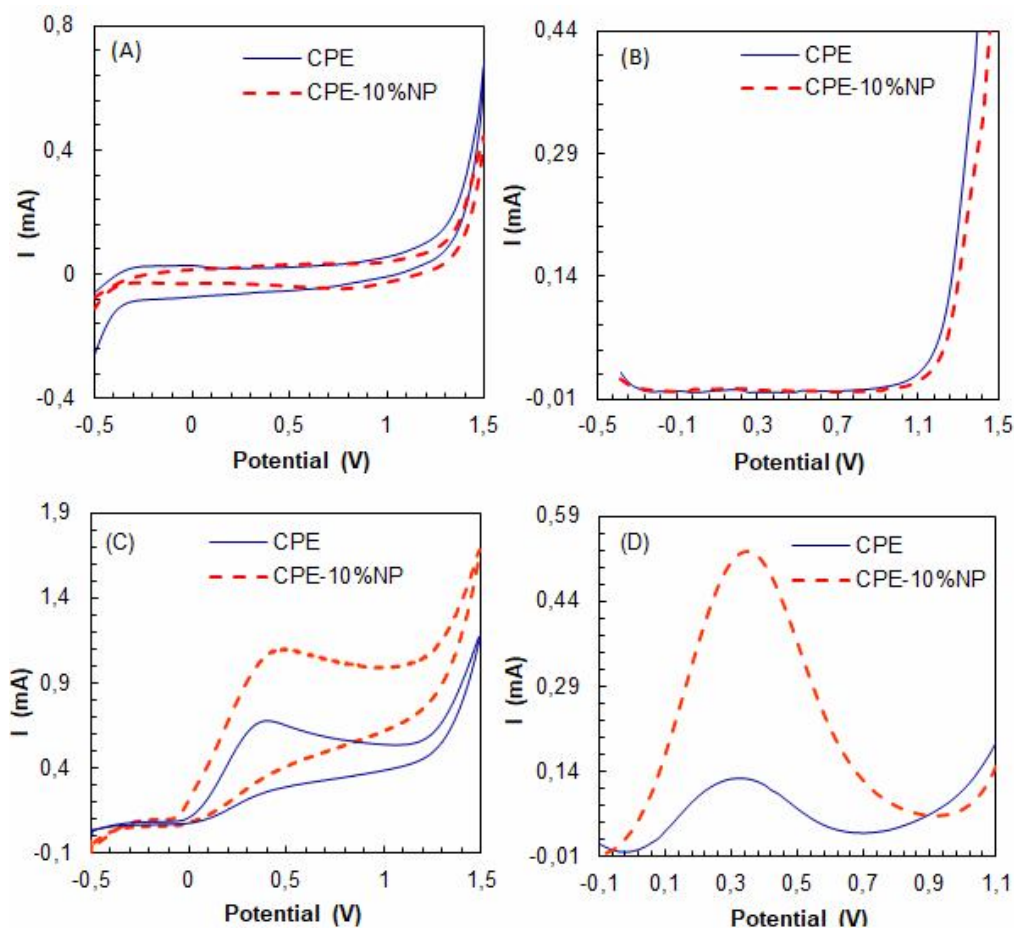 0,8
(A)
CPE
CPE-10%NP
0,4
I (mA)
0
-0,4
-0,5
0
0,5
1
1,5
Potential (V)
0,44
(B)
CPE
CPE-10%NP
0,29
I (mA)
0,14
-0,01
-0,5
-0,1
0,3
0,7
1,1
1,5
Potential (V)
1,9
(C)
CPE
CPE-10%NP
1,4
0,9
I (mA)
0,4
-0,1
-0,5
0
0,5
1
1,5
Potential (V)
0,59
(D)
CPE
CPE-10%NP
0,44
0,29
I (mA)
0,14
-0,01
-0,1
0,1
0,3
0,5
0,7
0,9
1,1
Potential (V)